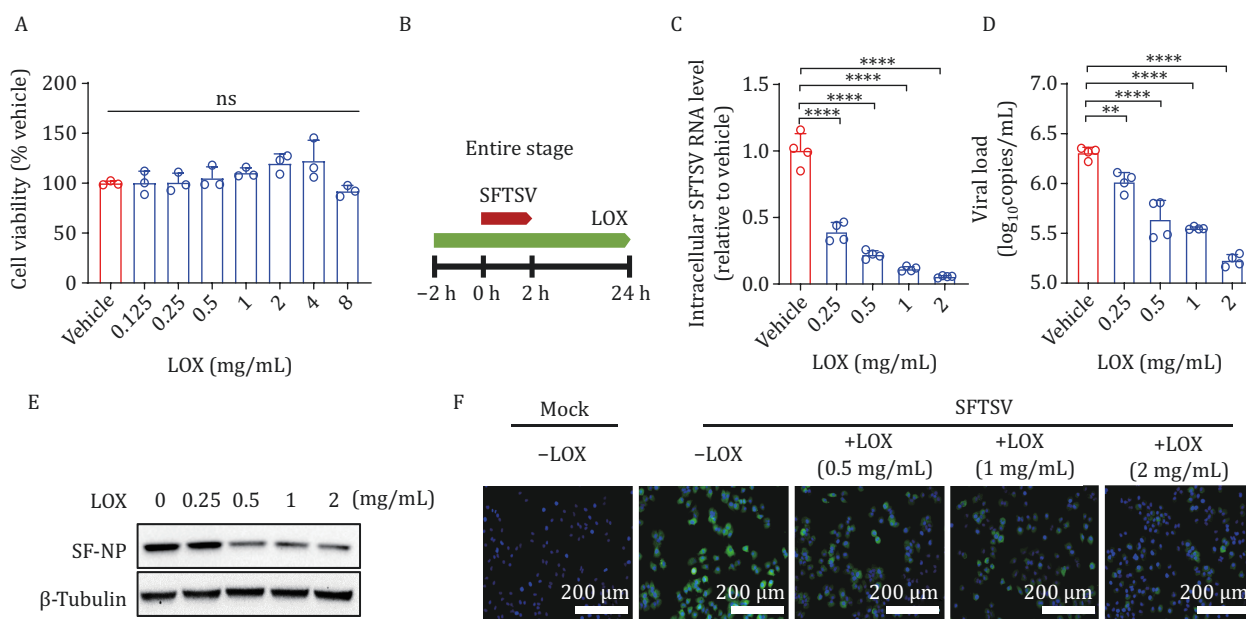 A
Cell viability (% vehicle)
200
150
100
50
0
ns
Vehicle
0.125
0.25
0.5
1
2
4
8
LOX (mg/mL)
B
Entire stage
SFTSV
LOX
−2 h
0 h
2 h
24 h
C
Intracellular SFTSV RNA level
(relative to vehicle)
1.5
1.0
0.5
0.0
****
****
****
****
Vehicle
0.25
0.5
1
2
LOX (mg/mL)
D
Viral load
(log10copies/mL)
7.0
6.5
6.0
5.5
5.0
****
****
****
**
Vehicle
0.25
0.5
1
2
LOX (mg/mL)
E
LOX 0 0.25 0.5 1 2 (mg/mL)
SF-NP
β-Tubulin
F
Mock SFTSV
−LOX −LOX +LOX +LOX +LOX
(0.5 mg/mL) (1 mg/mL) (2 mg/mL)
200 μm 200 μm 200 μm 200 μm 200 μm